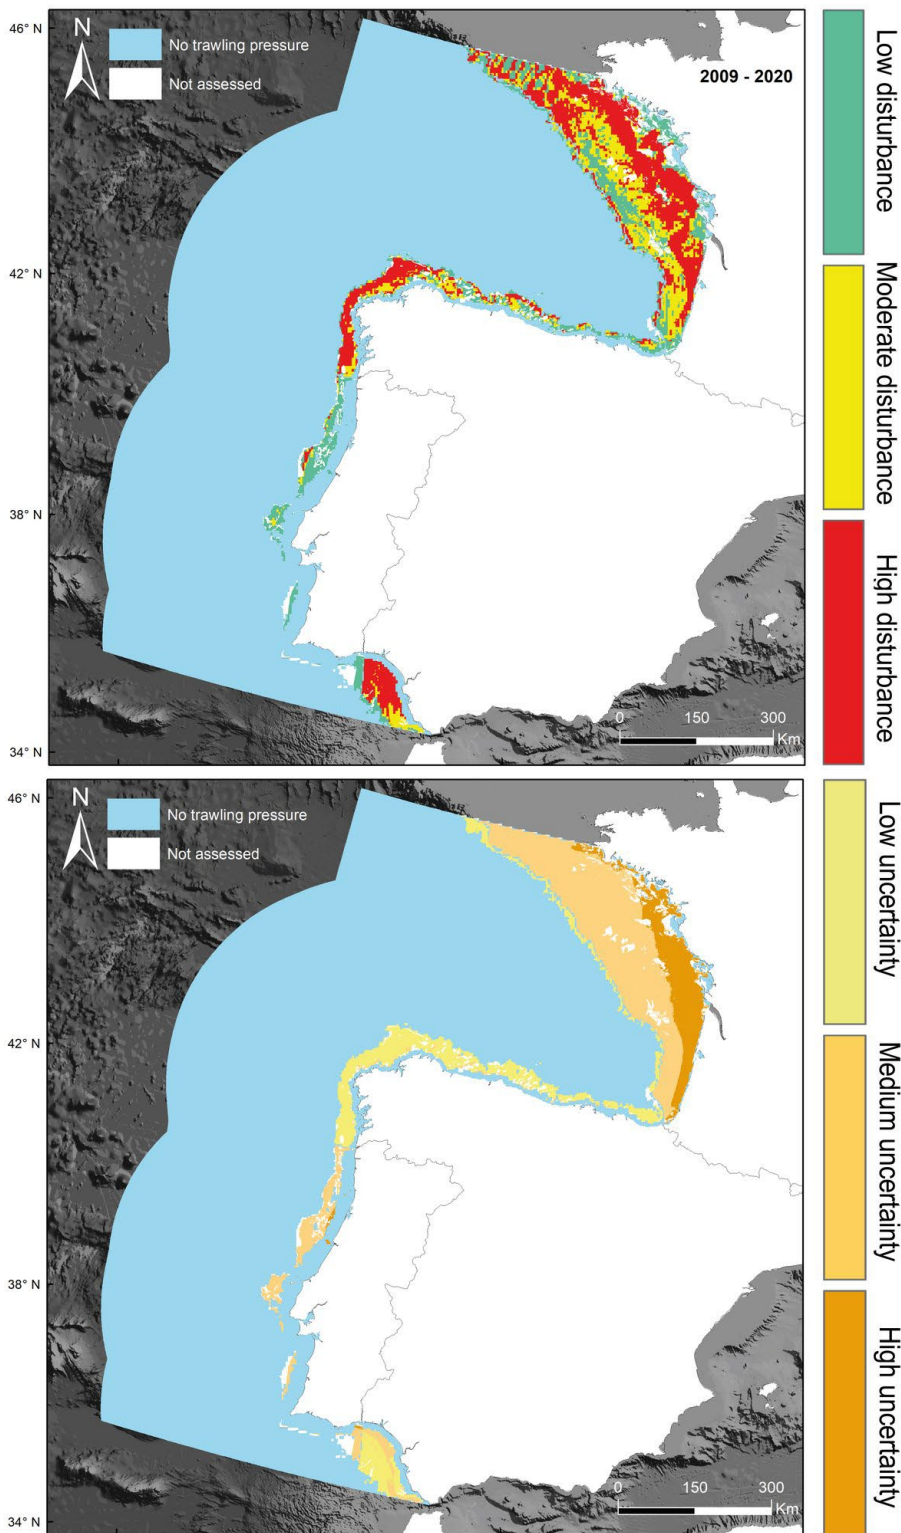 46° N
N
No trawling pressure
Not assessed
2009 - 2020
42° N
38° N
34° N
0 150 300
Km
Low disturbance
Moderate disturbance
High disturbance
46° N
N
No trawling pressure
Not assessed
42° N
38° N
34° N
0 150 300
Km
Low uncertainty
Medium uncertainty
High uncertainty